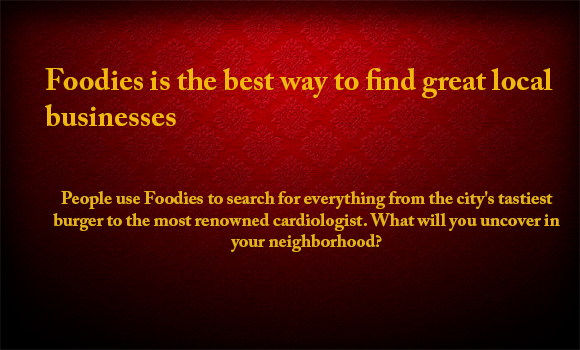 Foodies is the best way to find great local
businesses
People use Foodies to search for everything from the city's tastiest
burger to the most renowned cardiologist. What will you uncover in
your neighborhood?